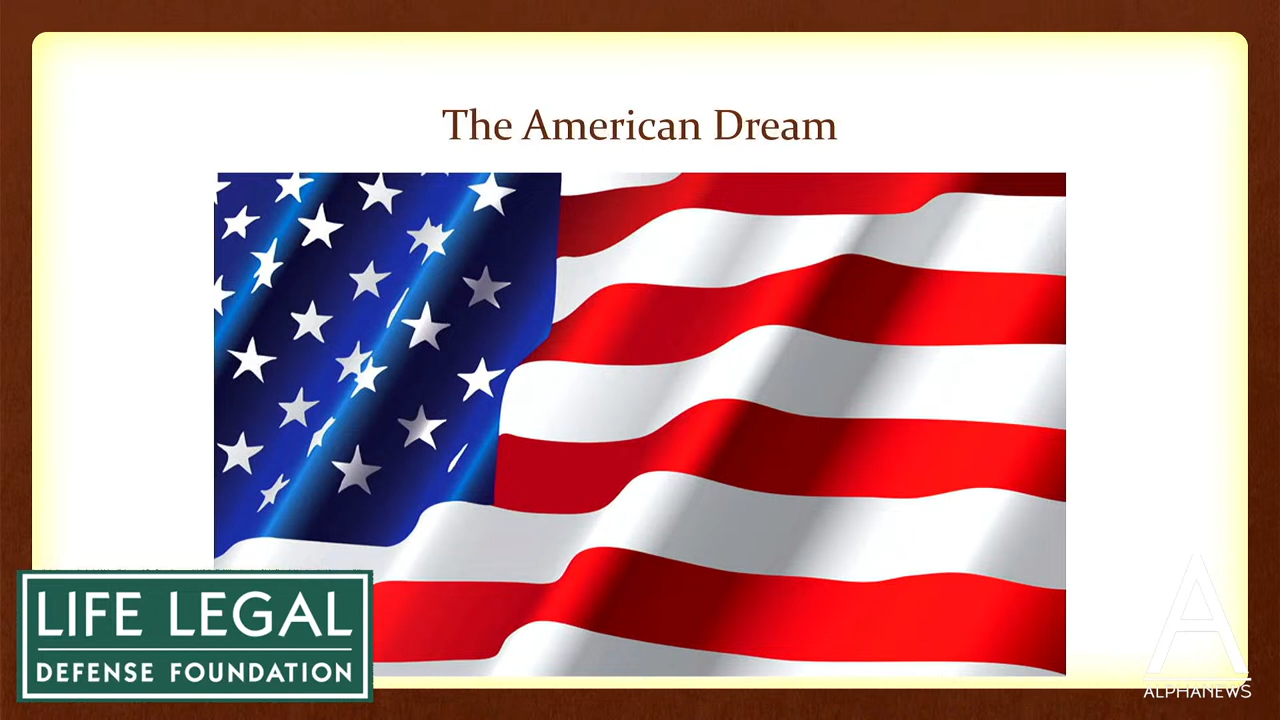 The American Dream
LIFE LEGAL
DEFENSE FOUNDATION
A
ALPHANEWS